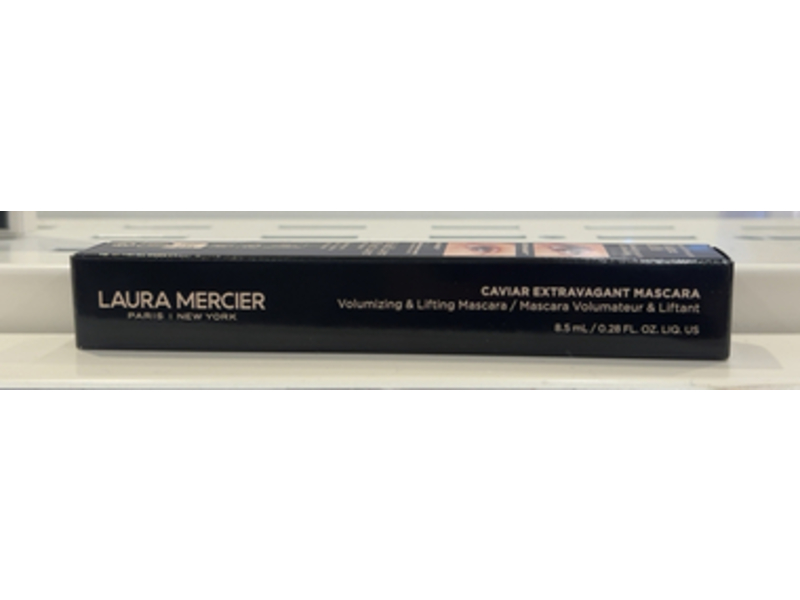 LAURA MERCIER
PARIS | NEW YORK
CAVIAR EXTRAVAGANT MASCARA
Volumizing & Lifting Mascara / Mascara Volumateur & Liftant
8.5 mL / 0.28 FL. OZ. LIQ. US